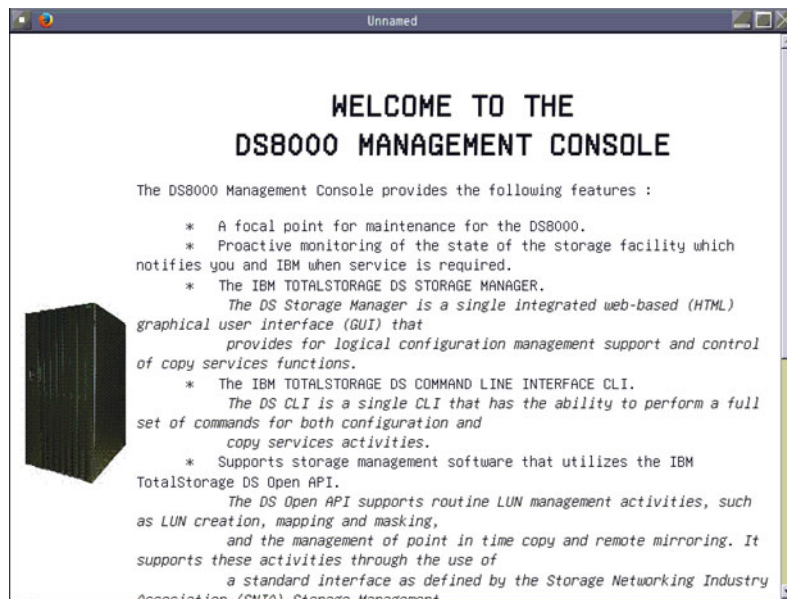 Unnamed
WELCOME TO THE
DS8000 MANAGEMENT CONSOLE
The DS8000 Management Console provides the following features :
* A focal point for maintenance for the DS8000.
* Proactive monitoring of the state of the storage facility which
notifies you and IBM when service is required.
* The IBM TOTALSTORAGE DS STORAGE MANAGER.
The DS Storage Manager is a single integrated web-based (HTML)
graphical user interface (GUI) that
provides for logical configuration management support and control
of copy services functions.
* The IBM TOTALSTORAGE DS COMMAND LINE INTERFACE CLI.
The DS CLI is a single CLI that has the ability to perform a full
set of commands for both configuration and
copy services activities.
* Supports storage management software that utilizes the IBM
TotalStorage DS Open API.
The DS Open API supports routine LUN management activities, such
as LUN creation, mapping and masking,
and the management of point in time copy and remote mirroring. It
supports these activities through the use of
a standard interface as defined by the Storage Networking Industry
Association (SNIA) Storage Management